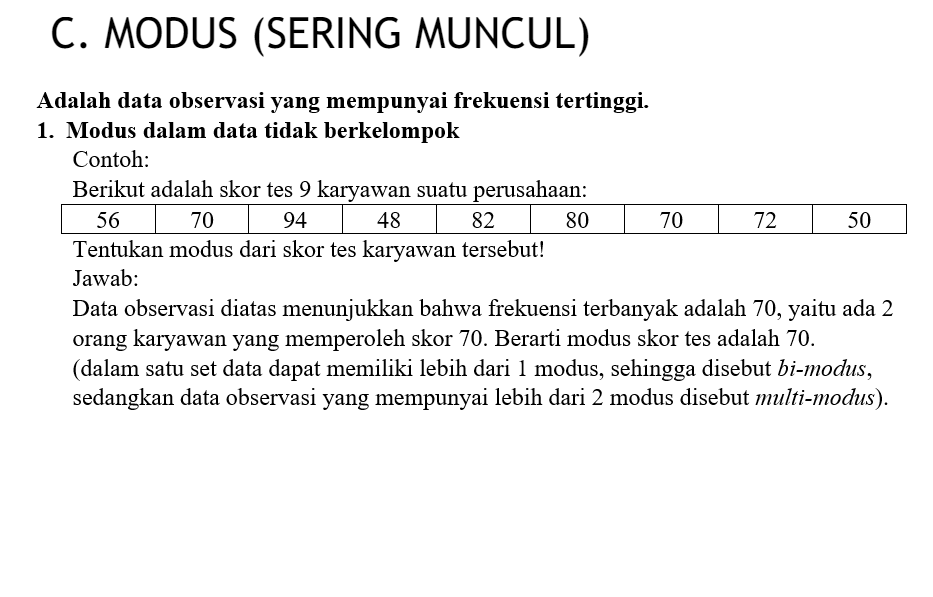 C. MODUS (SERING MUNCUL)
Adalah data observasi yang mempunyai frekuensi tertinggi.
1. Modus dalam data tidak berkelompok
Contoh:
Berikut adalah skor tes 9 karyawan suatu perusahaan:
56 70 94 48 82 80 70 72 50
Tentukan modus dari skor tes karyawan tersebut!
Jawab:
Data observasi diatas menunjukkan bahwa frekuensi terbanyak adalah 70, yaitu ada 2
orang karyawan yang memperoleh skor 70. Berarti modus skor tes adalah 70.
(dalam satu set data dapat memiliki lebih dari 1 modus, sehingga disebut bi-modus,
sedangkan data observasi yang mempunyai lebih dari 2 modus disebut multi-modus).